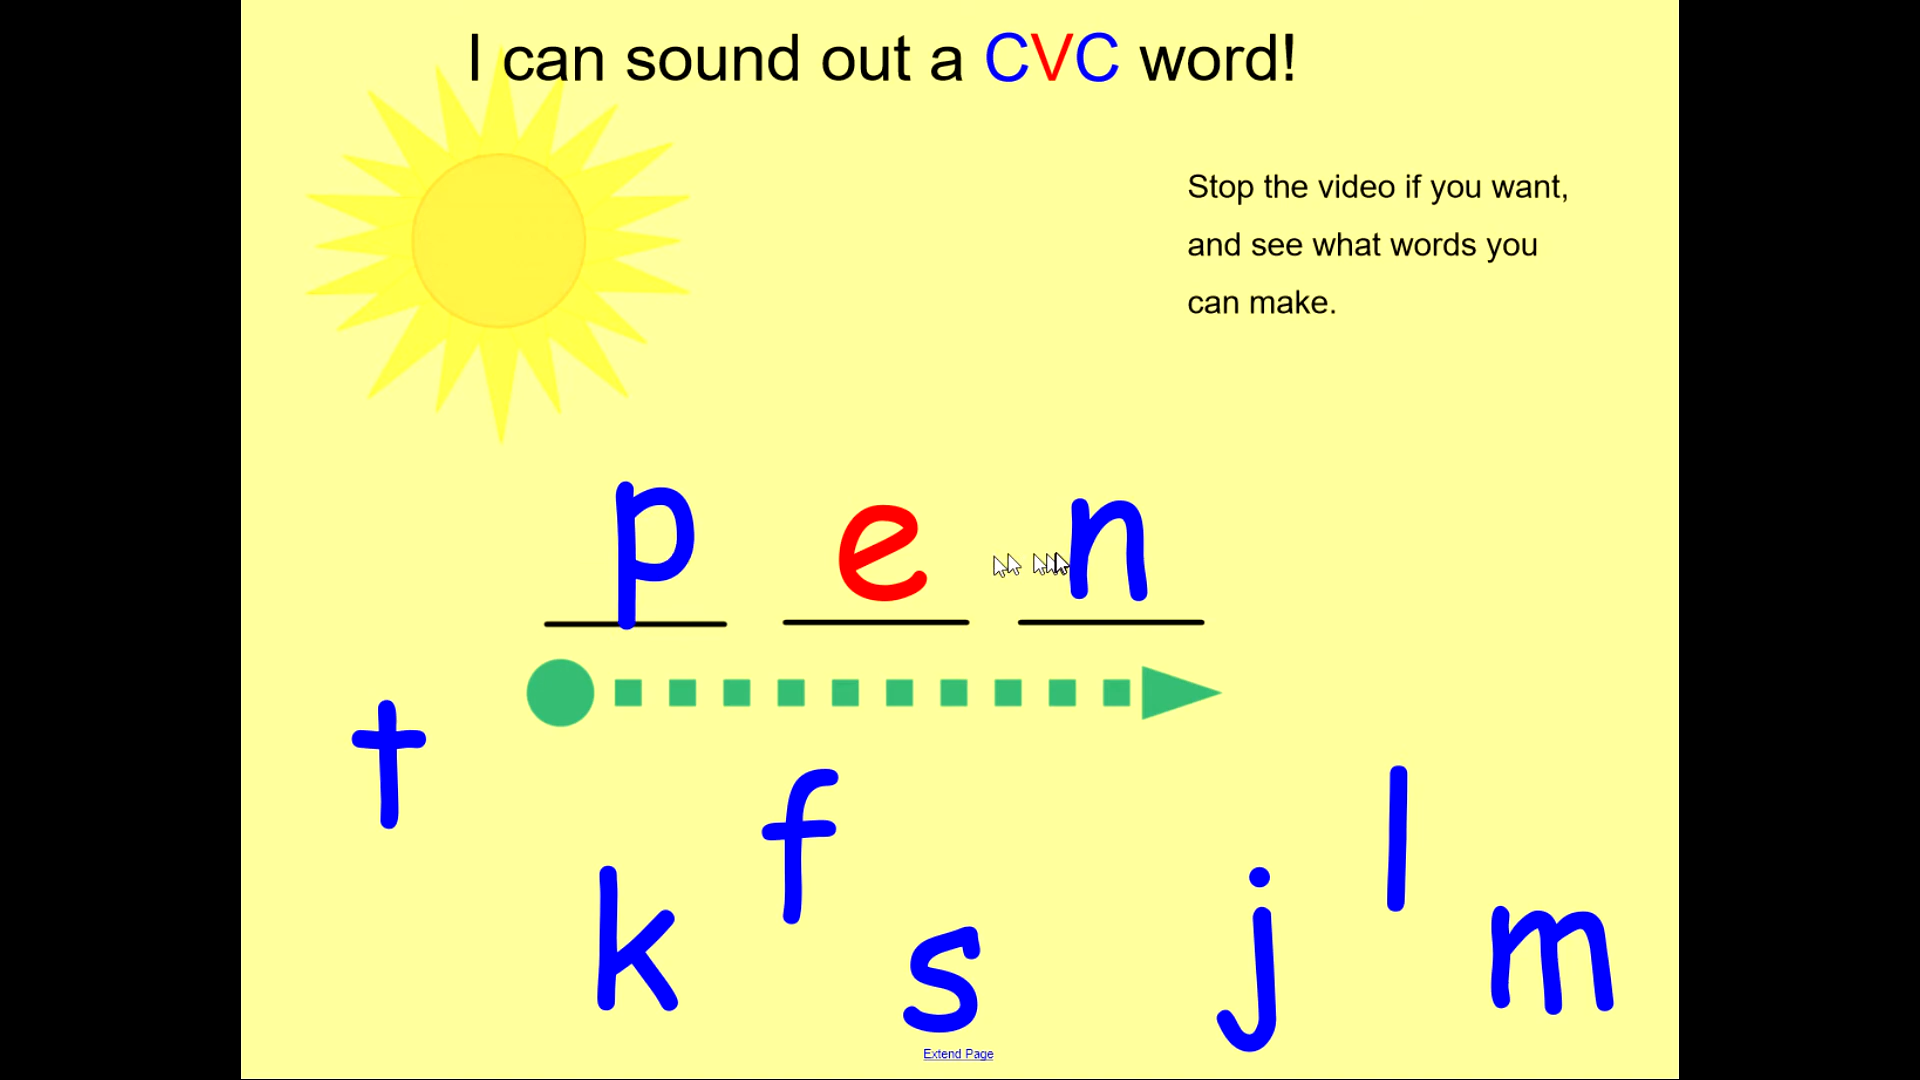 I can sound out a CVC word!
Stop the video if you want,
and see what words you
can make.
p e n
t
f
l
k
s
j
m
Extend Page